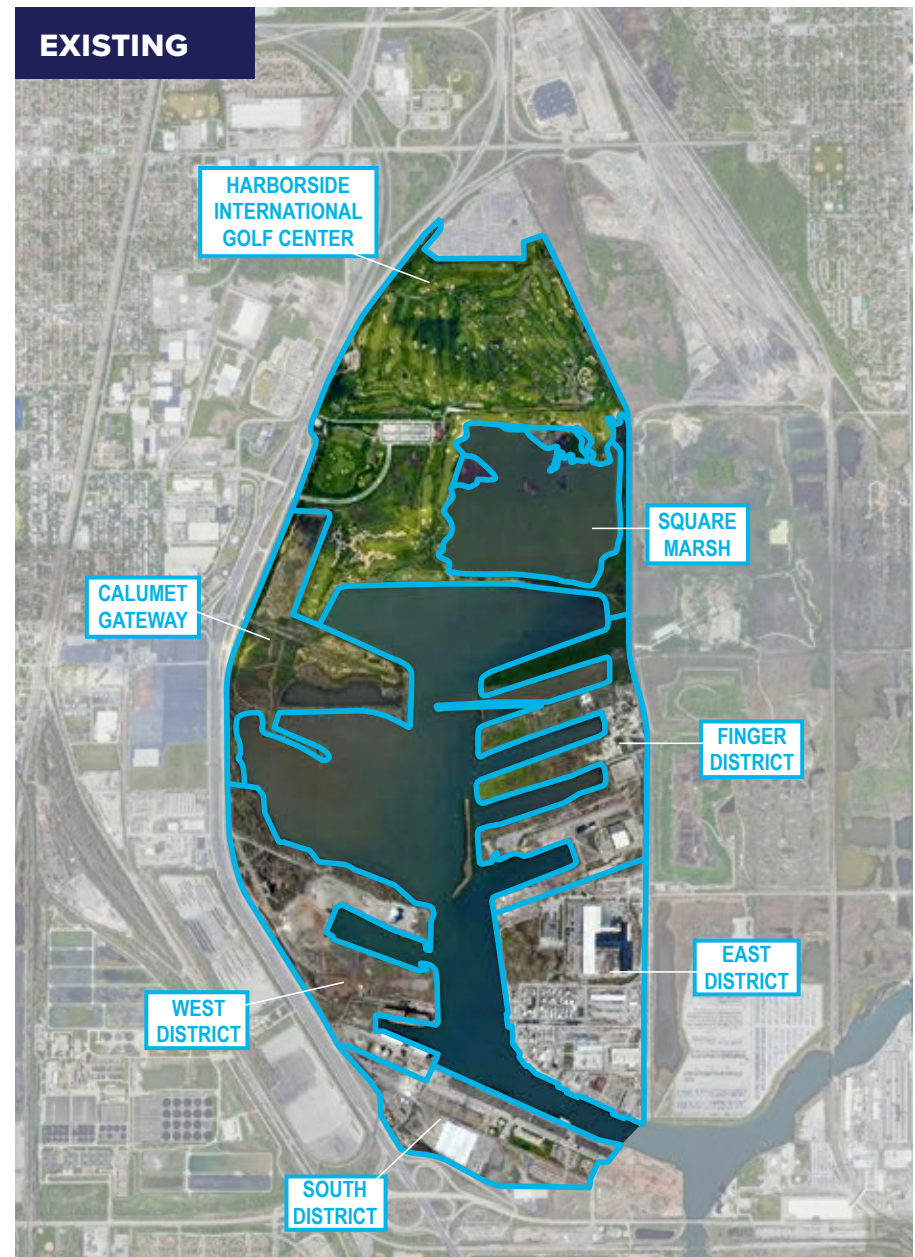 EXISTING
HARBORSIDE
INTERNATIONAL
GOLF CENTER
SQUARE
MARSH
CALUMET
GATEWAY
FINGER
DISTRICT
EAST
DISTRICT
WEST
DISTRICT
SOUTH
DISTRICT